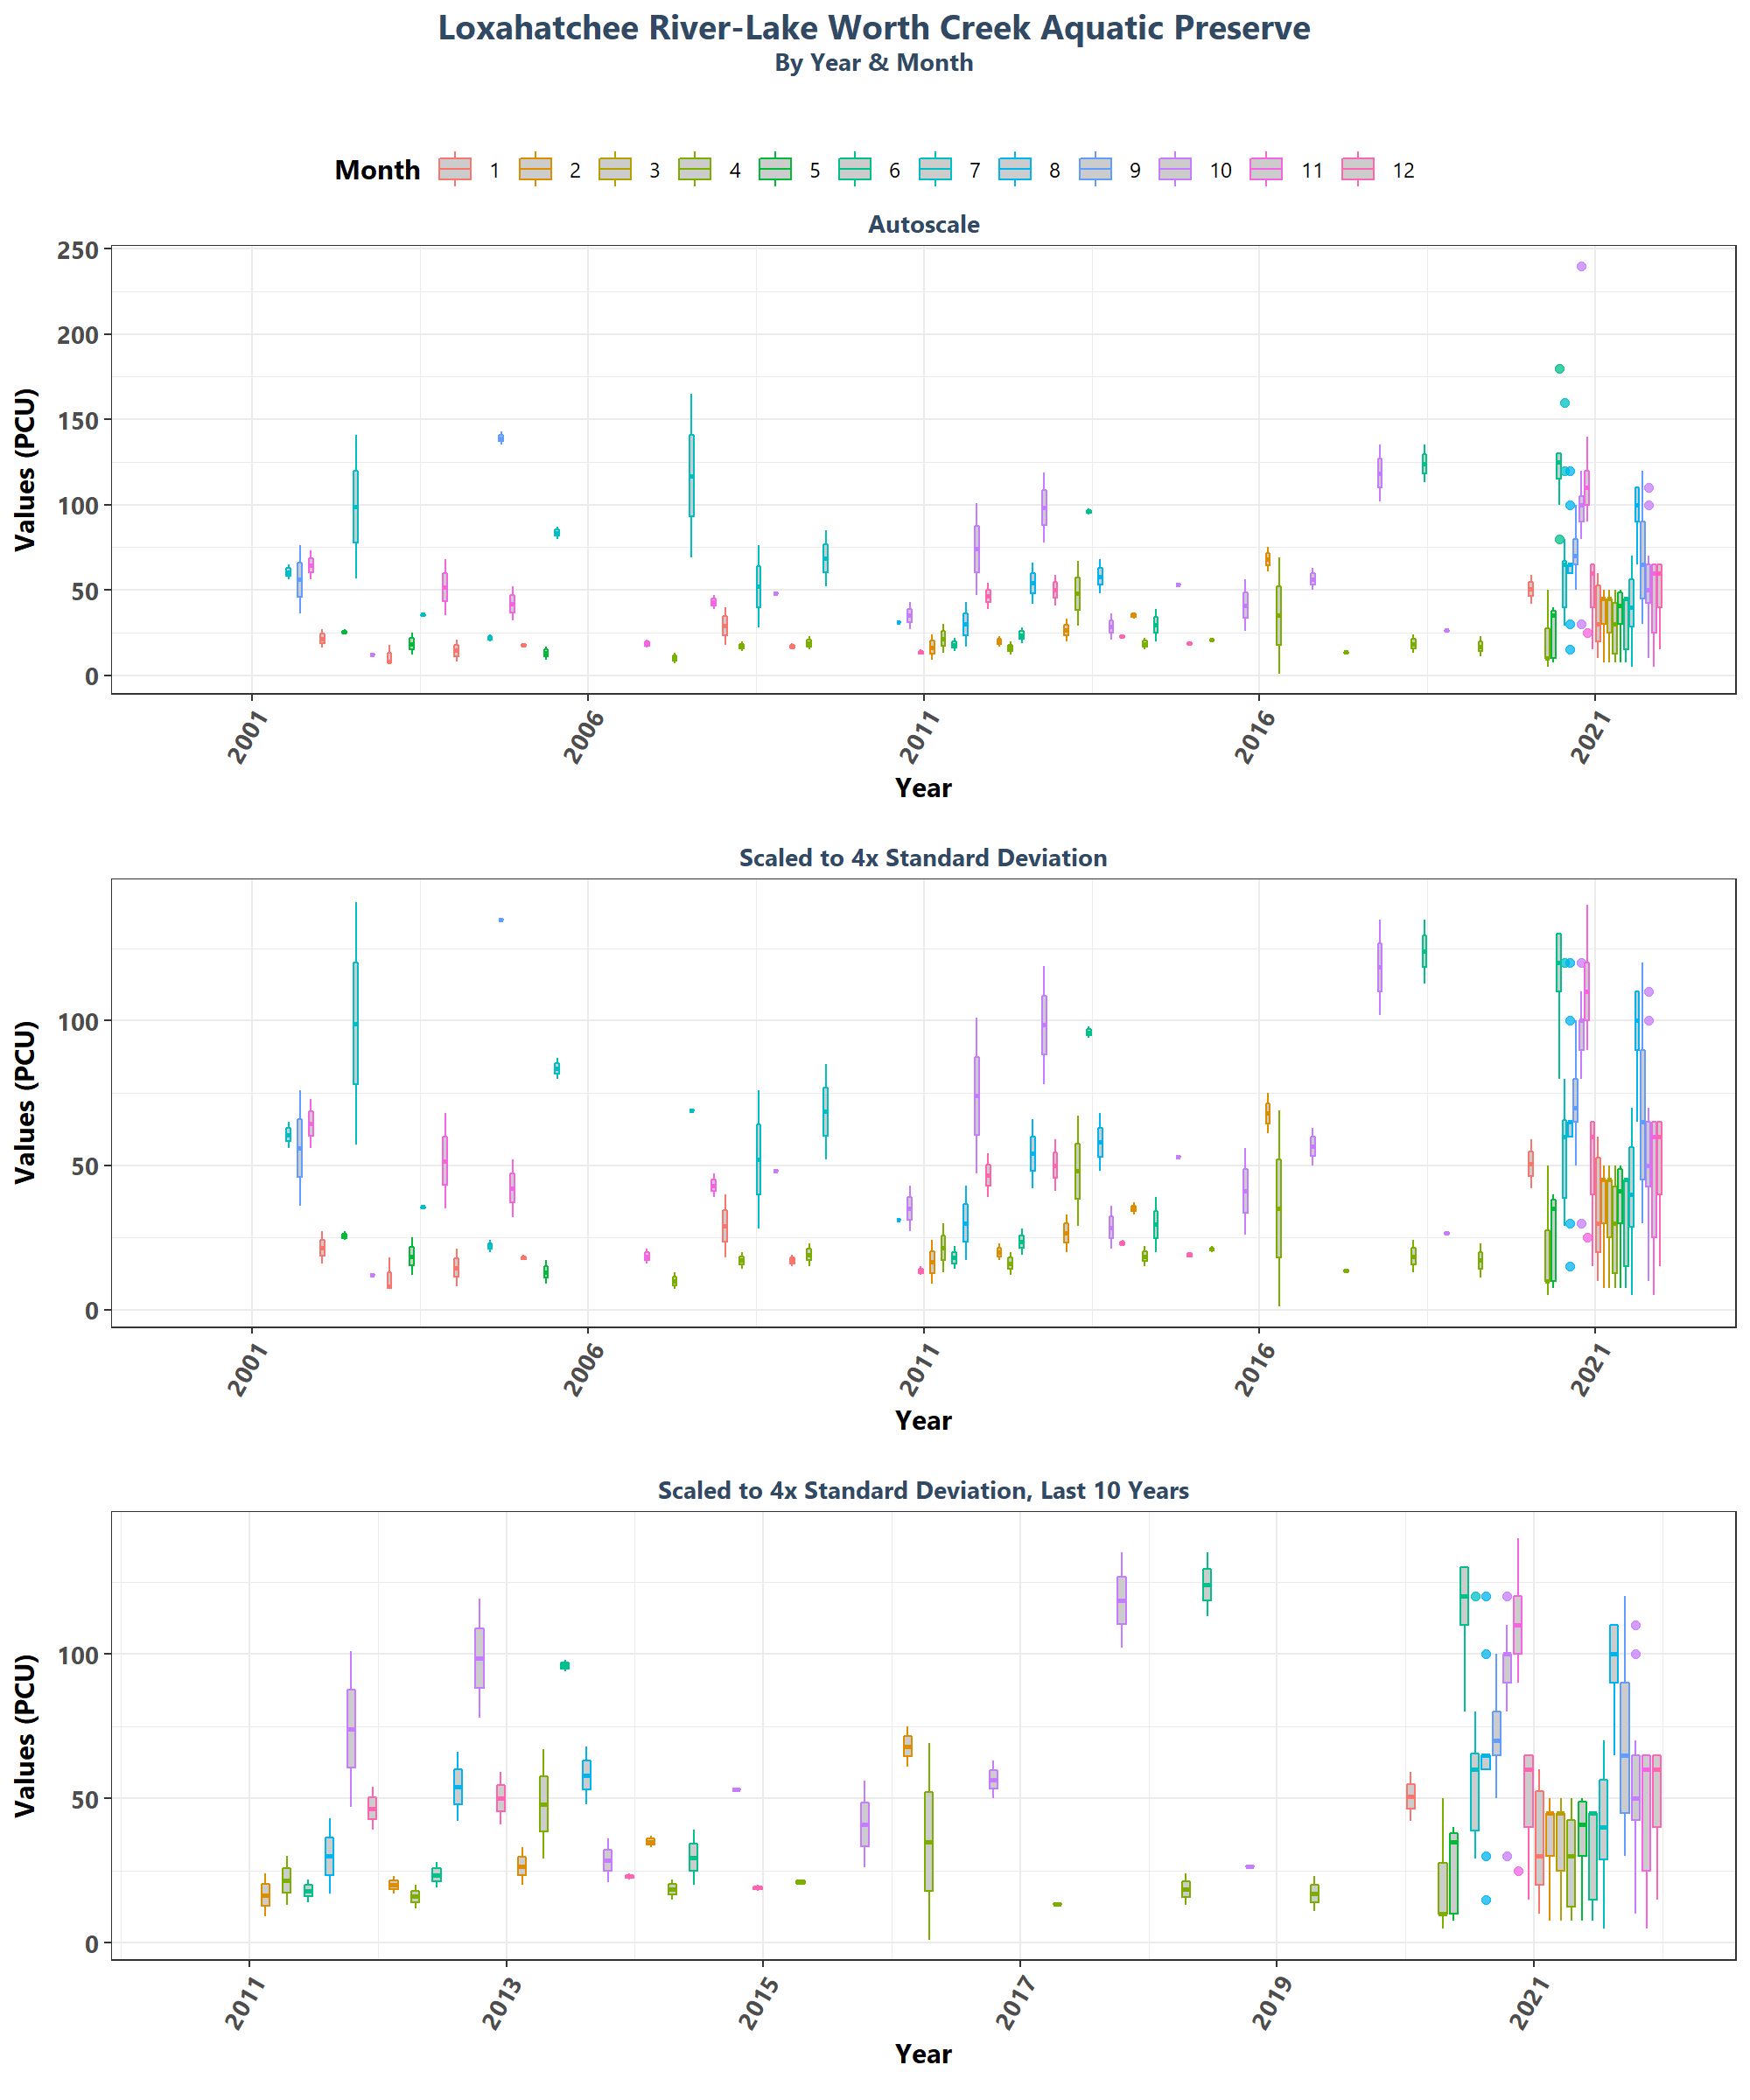 Loxahatchee River-Lake Worth Creek Aquatic Preserve
By Year & Month
Month 1 2 3 4 5 6 7 8 9 10 11 12
Autoscale
250
200
150
100
50
0
Values (PCU)
2001 2006 2011 2016 2021
Year
Scaled to 4x Standard Deviation
100
50
0
Values (PCU)
2001 2006 2011 2016 2021
Year
Scaled to 4x Standard Deviation, Last 10 Years
100
50
0
Values (PCU)
2011 2013 2015 2017 2019 2021
Year